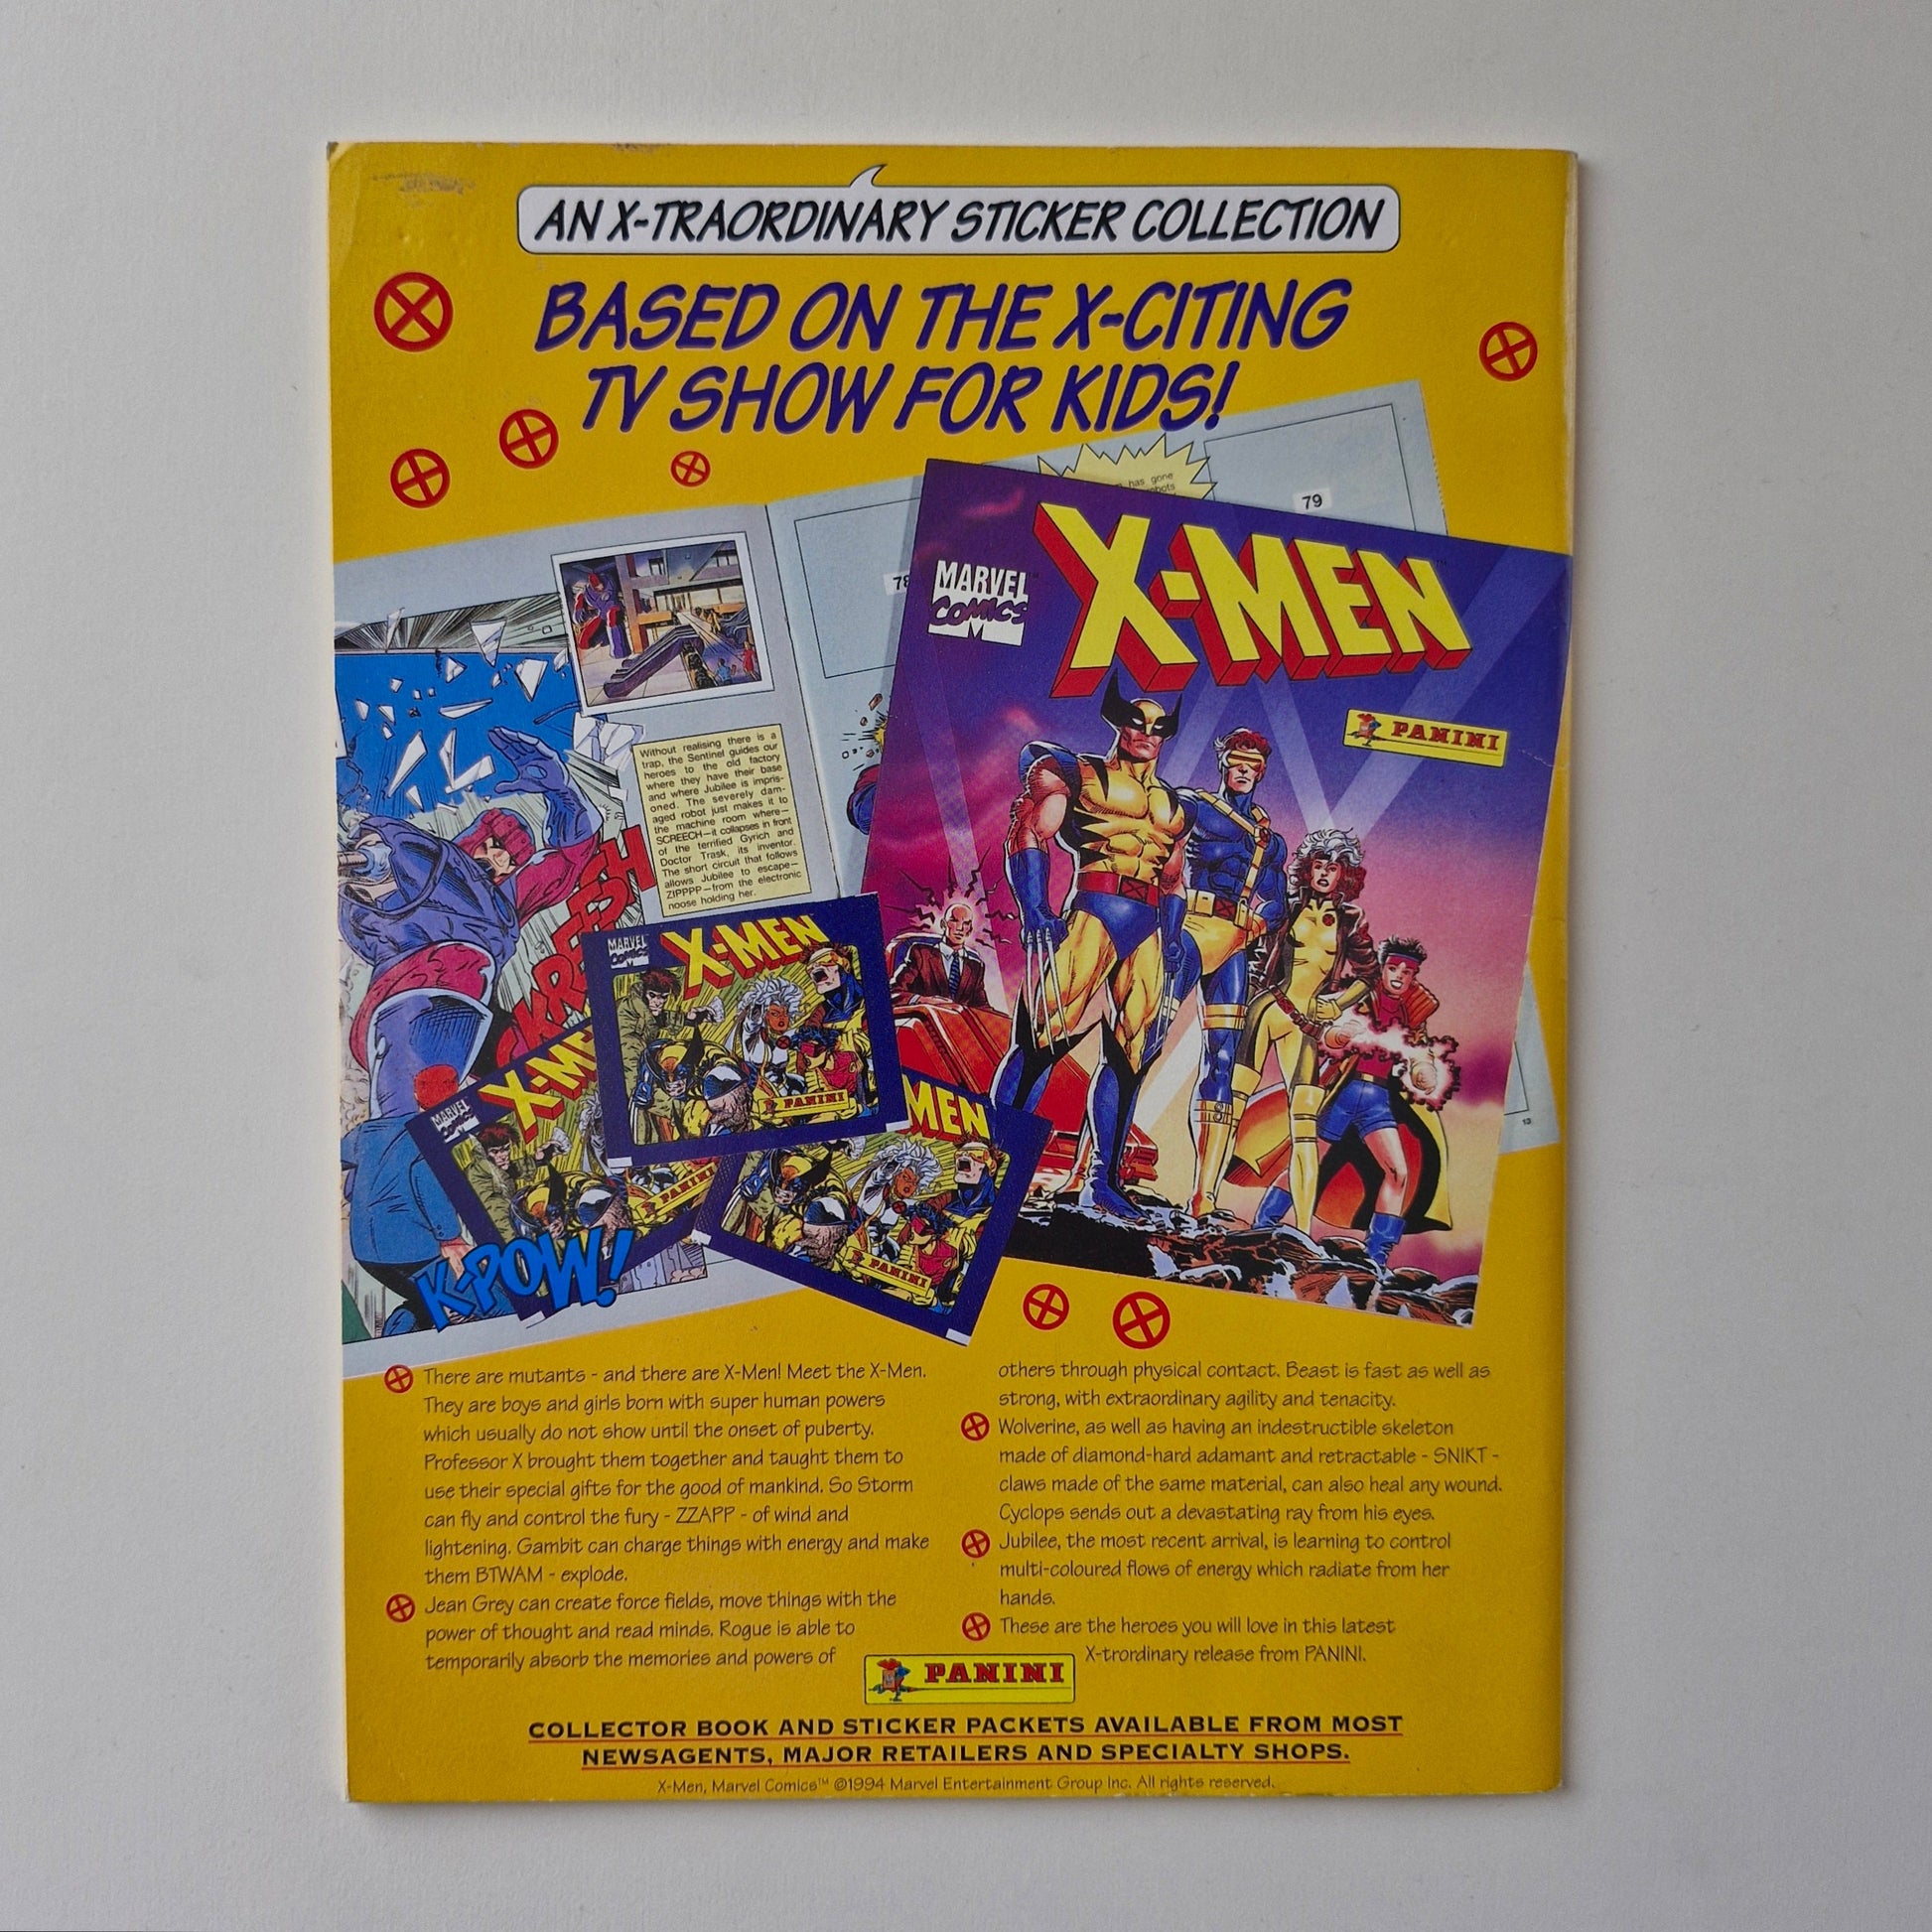 AN X-TRAORDINARY STICKER COLLECTION
BASED ON THE X-CITING
TV SHOW FOR KIDS!
has gone
79
78
MARVEL
COMICS
X-MEN
PANINI
Without realising there is a
trap, the Sentinel guides our
heroes to the old factory
where they have their base
and where Jubilee is impris-
oned. The severely dam-
aged robot just makes it to
the machine room where—
SCREECH—it collapses in front
of the terrified Gyrich and
Doctor Trask, its inventor.
The short circuit that follows
allows Jubilee to escape—
ZIPPPP—from the electronic
noose holding her.
MARVEL
COMICS
X-MEN
PANINI
MARVEL
X-ME
PANINI
MEN
PANINI
K-POW!
13
There are mutants - and there are X-Men! Meet the X-Men.
They are boys and girls born with super human powers
which usually do not show until the onset of puberty.
Professor X brought them together and taught them to
use their special gifts for the good of mankind. So Storm
can fly and control the fury - ZZAPP - of wind and
lightening. Gambit can charge things with energy and make
them BTWAM - explode.
Jean Grey can create force fields, move things with the
power of thought and read minds. Rogue is able to
temporarily absorb the memories and powers of
others through physical contact. Beast is fast as well as
strong, with extraordinary agility and tenacity.
Wolverine, as well as having an indestructible skeleton
made of diamond-hard adamant and retractable - SNIKT -
claws made of the same material, can also heal any wound.
Cyclops sends out a devastating ray from his eyes.
Jubilee, the most recent arrival, is learning to control
multi-coloured flows of energy which radiate from her
hands.
These are the heroes you will love in this latest
X-trordinary release from PANINI.
PANINI
COLLECTOR BOOK AND STICKER PACKETS AVAILABLE FROM MOST
NEWSAGENTS, MAJOR RETAILERS AND SPECIALTY SHOPS.
X-Men, Marvel Comics™ ©1994 Marvel Entertainment Group Inc. All rights reserved.